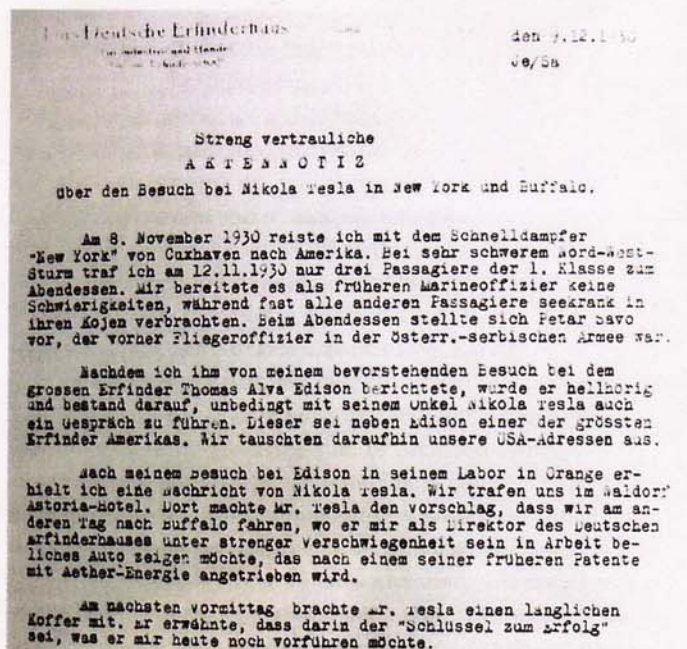 Das Deutsche Erfinderhaus
den 9.12.1930
Je/Sa
Streng vertrauliche
A K T E N N O T I Z
über den Besuch bei Nikola Tesla in New York und Buffalo.
Am 8. November 1930 reiste ich mit dem Schnelldampfer
"New York" von Cuxhaven nach Amerika. Bei sehr schwerem Nord-West-
Sturm traf ich am 12.11.1930 nur drei Passagiere der 1. Klasse zum
Abendessen. Mir bereitete es als früheren Marineoffizier keine
Schwierigkeiten, während fast alle anderen Passagiere seekrank in
ihren Kojen verbrachten. Beim Abendessen stellte sich Petar Savo
vor, der vorher Fliegeroffizier in der österr.-serbischen Armee war.
Nachdem ich ihm von meinem bevorstehenden Besuch bei dem
grossen Erfinder Thomas Alva Edison berichtete, wurde er hellhörig
und bestand darauf, unbedingt mit seinem Onkel Nikola Tesla auch
ein Gespräch zu führen. Dieser sei neben Edison einer der grössten
Erfinder Amerikas. Wir tauschten daraufhin unsere USA-Adressen aus.
Nach meinem Besuch bei Edison in seinem Labor in Orange er-
hielt ich eine Nachricht von Nikola Tesla. Wir trafen uns im Waldorf
Astoria-Hotel. Dort machte Mr. Tesla den Vorschlag, dass wir am an-
deren Tag nach Buffalo fahren, wo er mir als Direktor des Deutschen
Erfinderhauses unter strenger Verschwiegenheit sein in Arbeit be-
liches Auto zeigen möchte, das nach einem seiner früheren Patente
mit Aether-Energie angetrieben wird.
Am nächsten Vormittag brachte Mr. Tesla einen länglichen
Koffer mit. Er erwähnte, dass darin der "Schlüssel zum Erfolg"
sei, was er mir heute noch vorführen möchte.